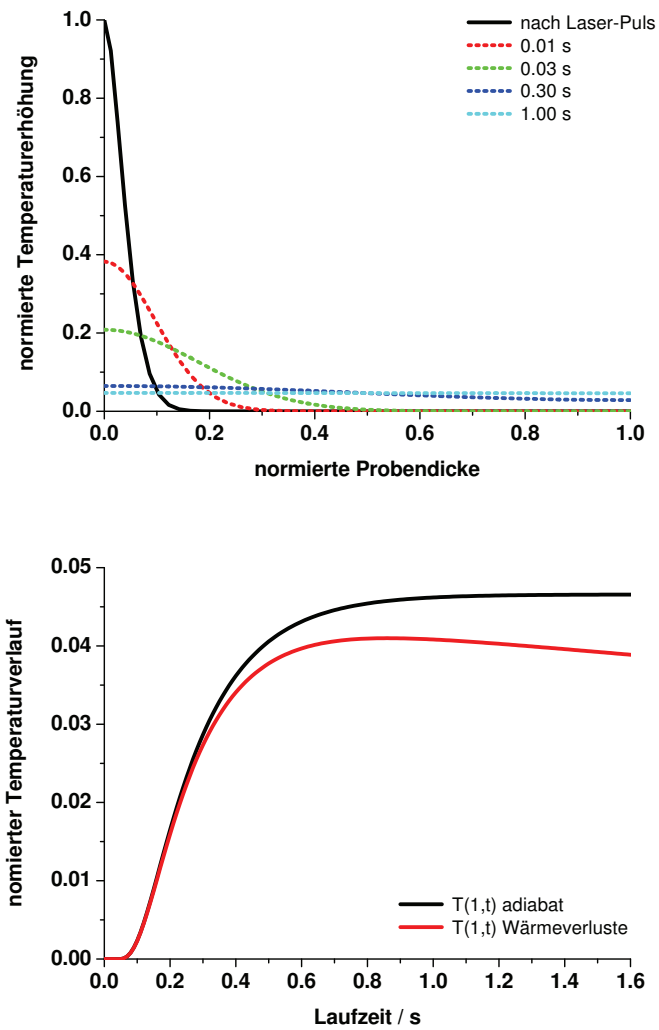 1.0
0.8
0.6
0.4
0.2
0.0
normierte Temperaturerhöhung
nach Laser-Puls
0.01 s
0.03 s
0.30 s
1.00 s
0.0 0.2 0.4 0.6 0.8 1.0
normierte Probendicke
0.05
0.04
0.03
0.02
0.01
0.00
nomierter Temperaturverlauf
T(1,t) adiabat
T(1,t) Wärmeverluste
0.0 0.2 0.4 0.6 0.8 1.0 1.2 1.4 1.6
Laufzeit / s